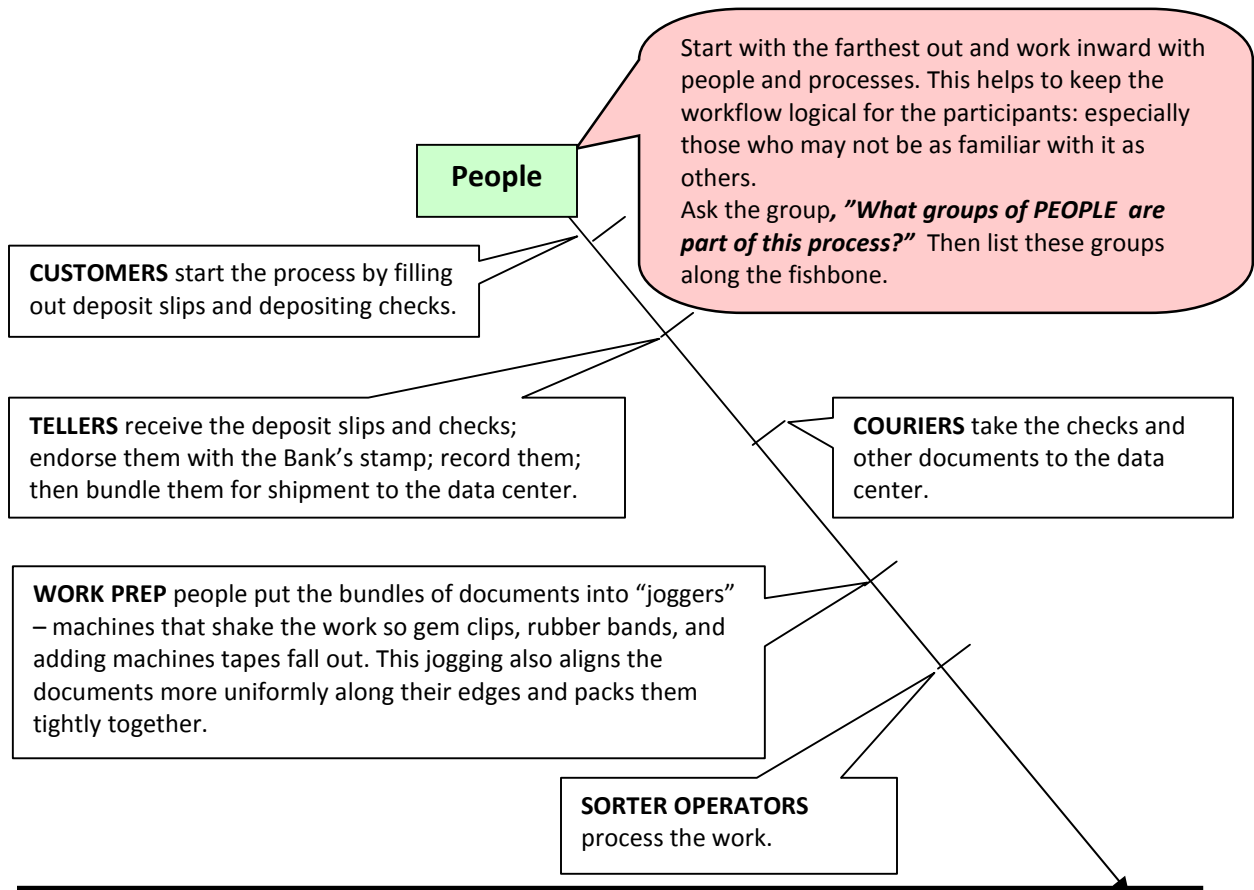 Start with the farthest out and work inward with
people and processes. This helps to keep the
workflow logical for the participants: especially
those who may not be as familiar with it as
others.
Ask the group, ”What groups of PEOPLE are
part of this process?” Then list these groups
along the fishbone.
People
CUSTOMERS start the process by filling
out deposit slips and depositing checks.
TELLERS receive the deposit slips and checks;
endorse them with the Bank’s stamp; record them;
then bundle them for shipment to the data center.
COURIERS take the checks and
other documents to the data
center.
WORK PREP people put the bundles of documents into “joggers”
– machines that shake the work so gem clips, rubber bands, and
adding machines tapes fall out. This jogging also aligns the
documents more uniformly along their edges and packs them
tightly together.
SORTER OPERATORS
process the work.